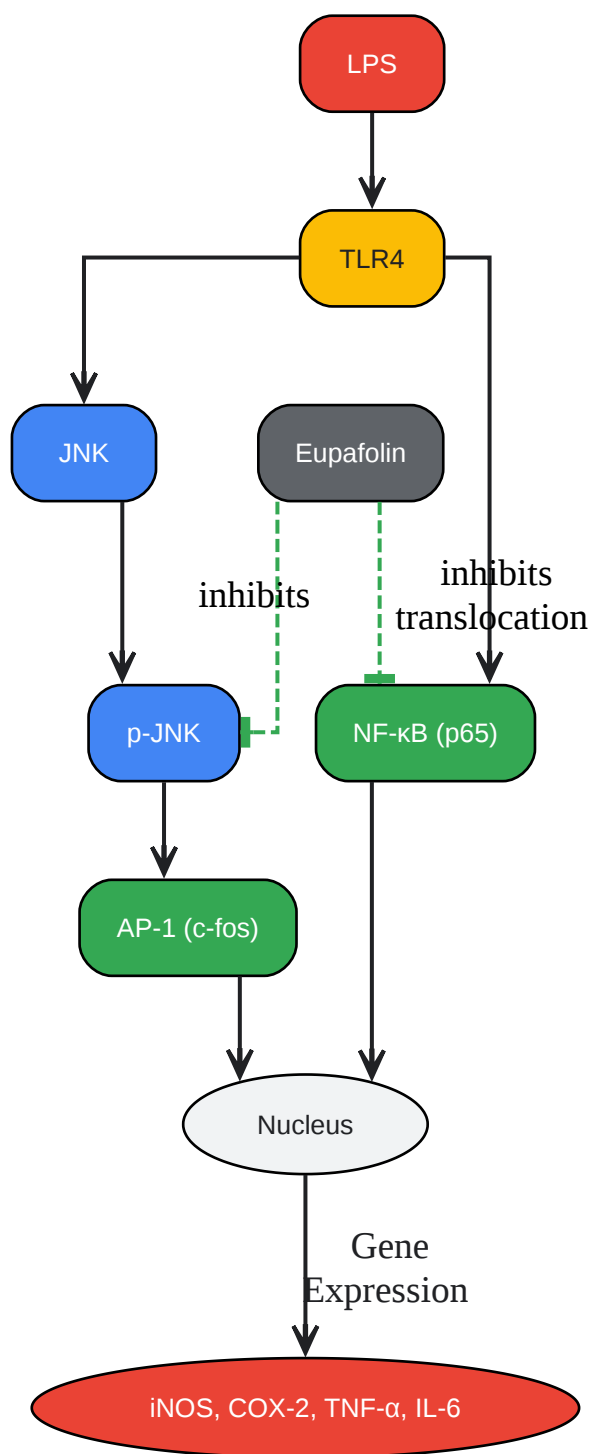 LPS
TLR4
JNK
Eupafolin
inhibits
inhibits
translocation
p-JNK
NF-κB (p65)
AP-1 (c-fos)
Nucleus
Gene
Expression
iNOS, COX-2, TNF-α, IL-6